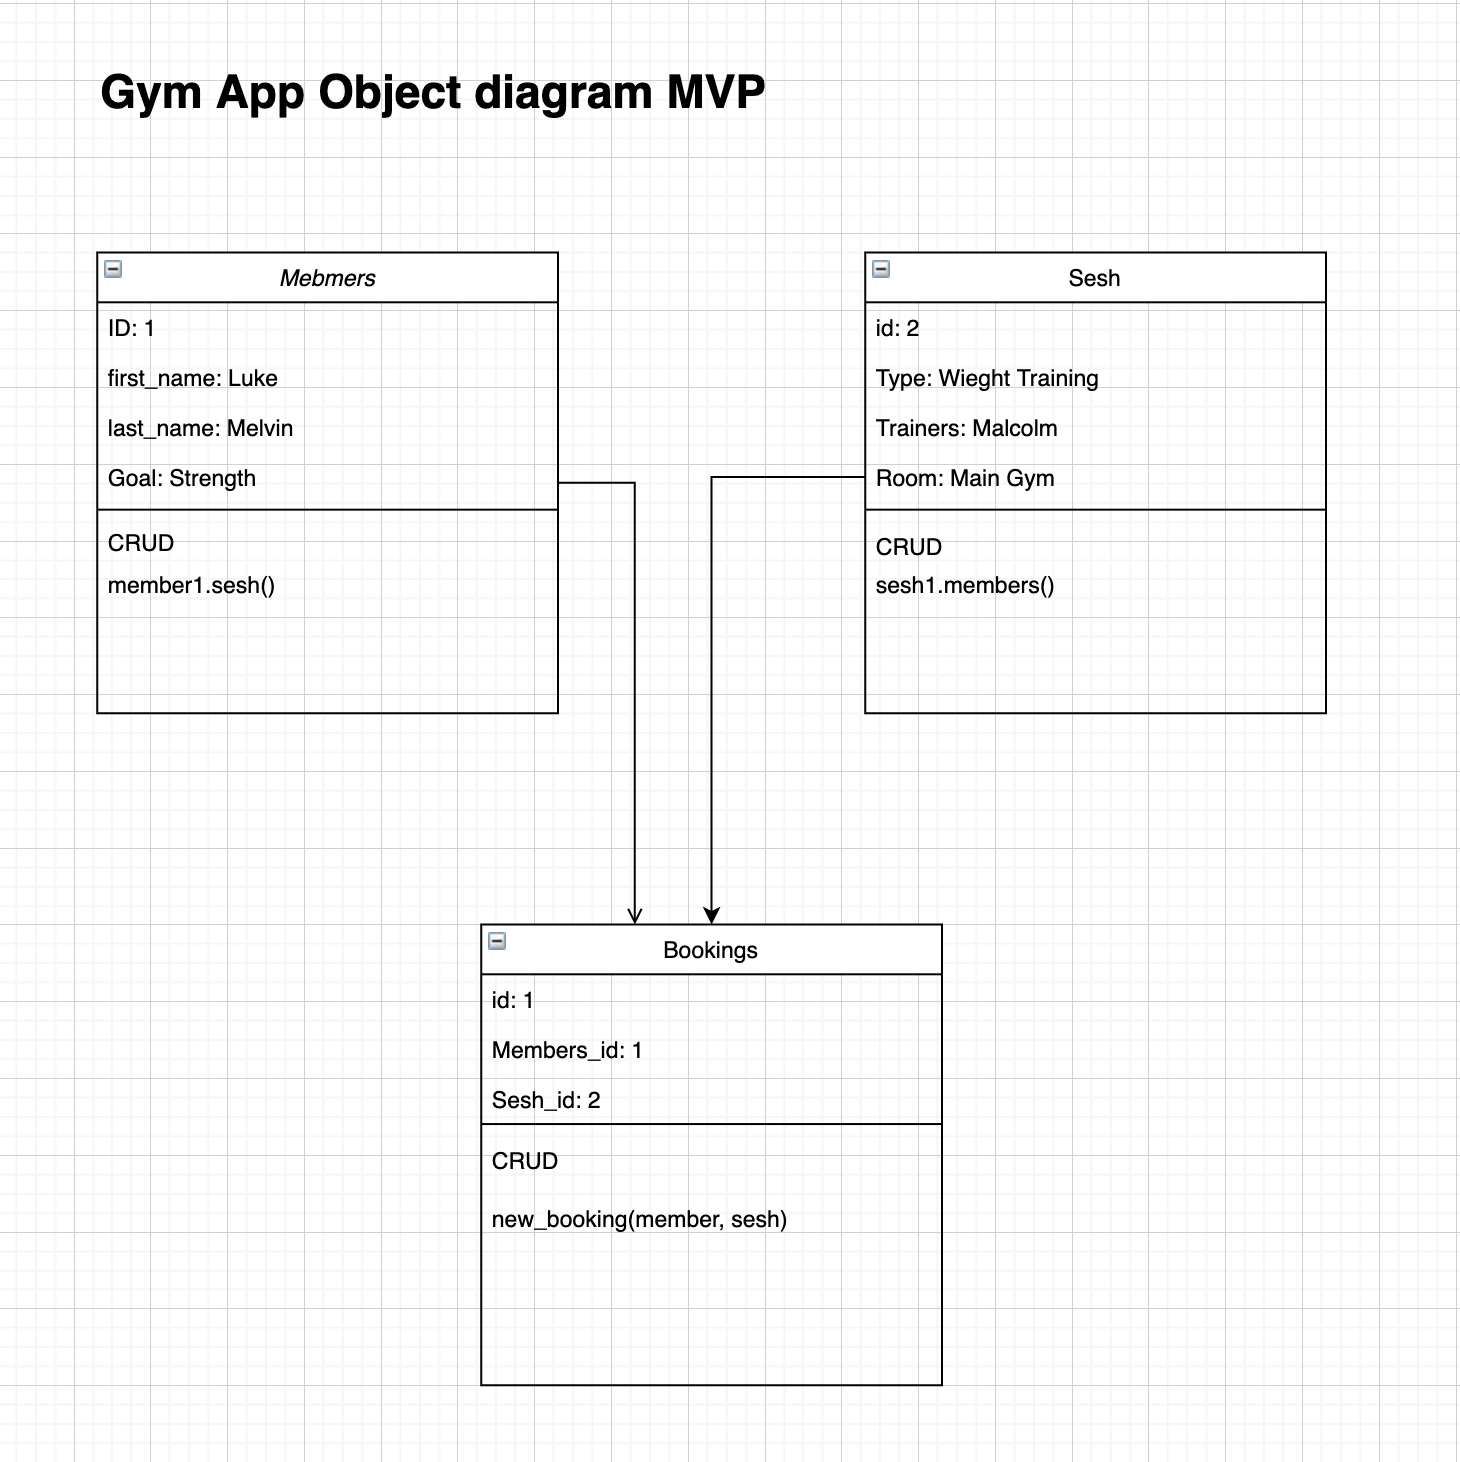 Gym App Object diagram MVP
Mebmers
ID: 1
first_name: Luke
last_name: Melvin
Goal: Strength
CRUD
member1.sesh()
Sesh
id: 2
Type: Wieght Training
Trainers: Malcolm
Room: Main Gym
CRUD
sesh1.members()
Bookings
id: 1
Members_id: 1
Sesh_id: 2
CRUD
new_booking(member, sesh)